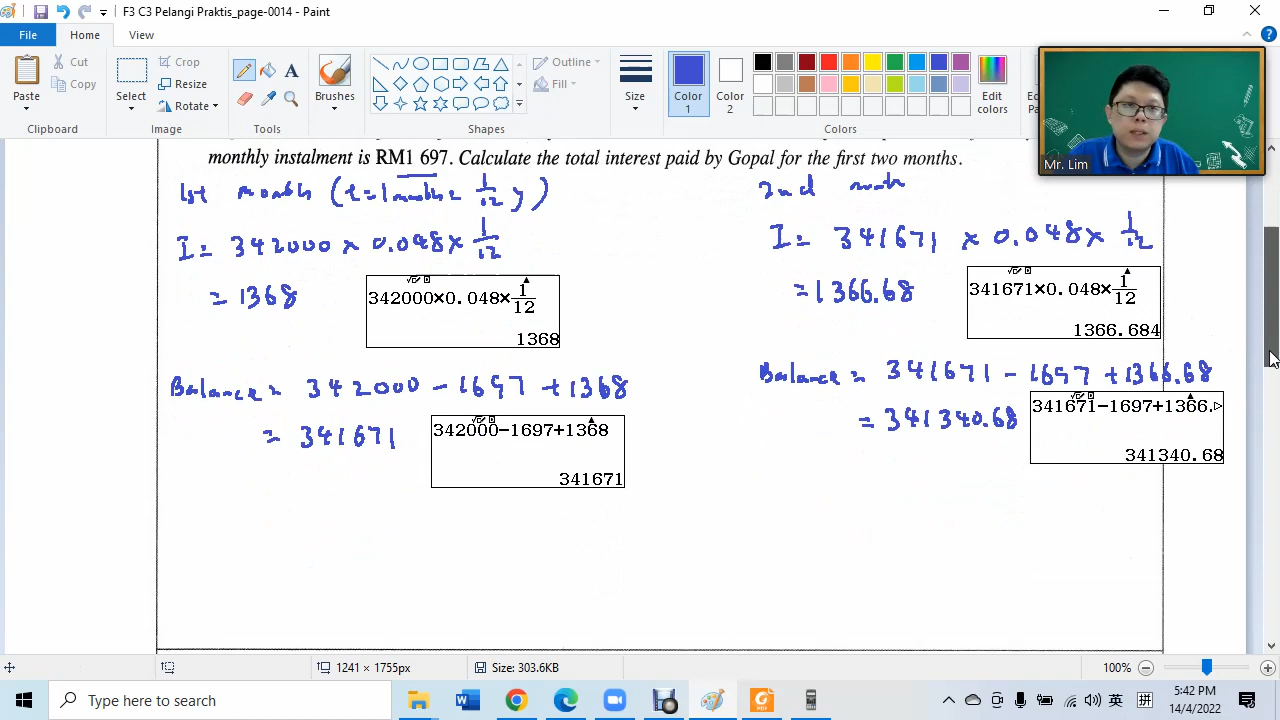 F3 C3 Pelangi Praktis_page-0014 - Paint
File Home View
Paste Cut Copy Clipboard
Select Crop Resize Rotate Image
Tools
Brushes
Outline Fill Shapes
Size
Color 1 Color 2 Colors
Edit colors
Mr. Lim
monthly instalment is RM1 697. Calculate the total interest paid by Gopal for the first two months.
1st month (t = 1 month = 1/12 y)
I = 342000 × 0.048 × 1/12
= 1368
342000×0.048×1/12
1368
Balance = 342000 - 1697 + 1368
= 341671
342000-1697+1368
341671
2nd month
I = 341671 × 0.048 × 1/12
= 1366.68
341671×0.048×1/12
1366.684
Balance = 341671 - 1697 + 1366.68
= 341340.68
341671-1697+1366.
341340.68
1241 × 1755px Size: 303.6KB 100%
Type here to search
英 拼 5:42 PM
14/4/2022